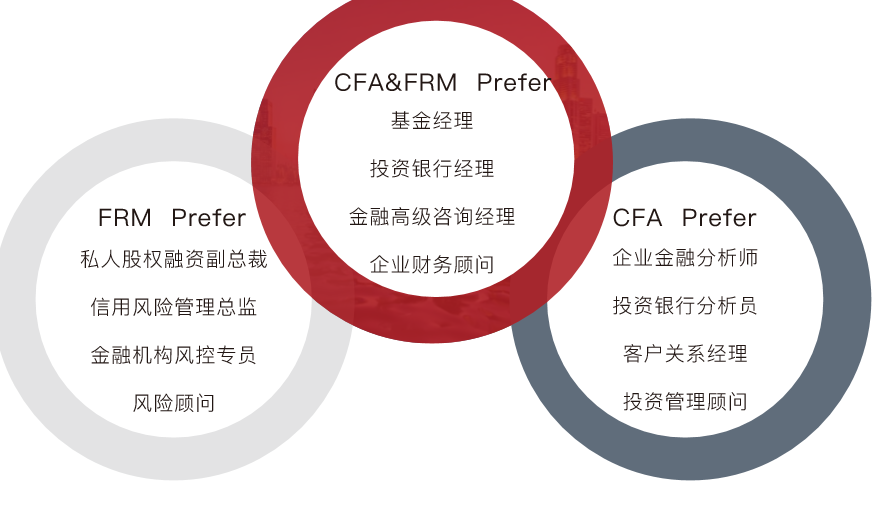 CFA&FRM Prefer
基金经理
投资银行经理
金融高级咨询经理
企业财务顾问
FRM Prefer
私人股权融资副总裁
信用风险管理总监
金融机构风控专员
风险顾问
CFA Prefer
企业金融分析师
投资银行分析员
客户关系经理
投资管理顾问